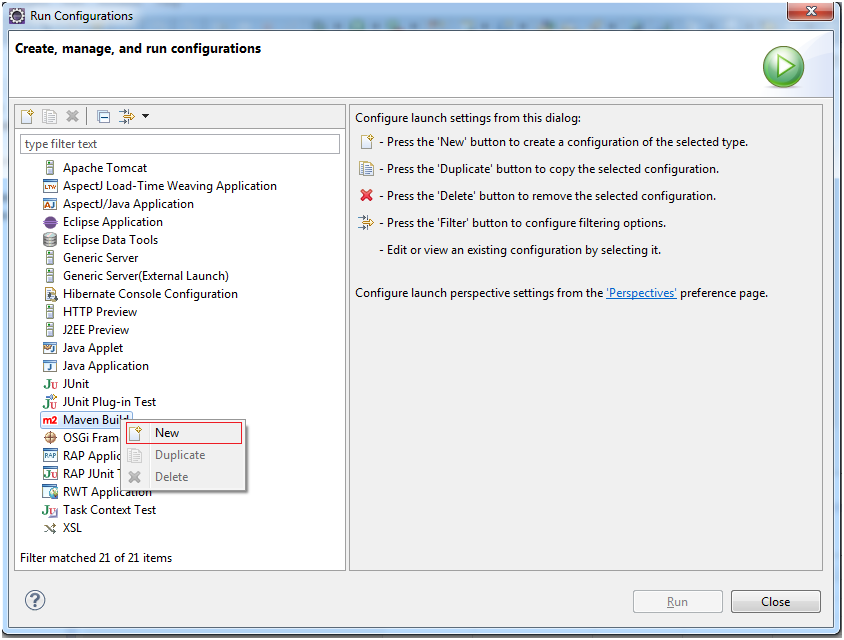 Run Configurations
Create, manage, and run configurations
type filter text
Apache Tomcat
AspectJ Load-Time Weaving Application
AspectJ/Java Application
Eclipse Application
Eclipse Data Tools
Generic Server
Generic Server(External Launch)
Hibernate Console Configuration
HTTP Preview
J2EE Preview
Java Applet
Java Application
JUnit
JUnit Plug-in Test
Maven Build
OSGi Fram
RAP Applic
RAP JUnit T
RWT Application
Task Context Test
XSL
New
Duplicate
Delete
Filter matched 21 of 21 items
Configure launch settings from this dialog:
- Press the 'New' button to create a configuration of the selected type.
- Press the 'Duplicate' button to copy the selected configuration.
- Press the 'Delete' button to remove the selected configuration.
- Press the 'Filter' button to configure filtering options.
- Edit or view an existing configuration by selecting it.
Configure launch perspective settings from the 'Perspectives' preference page.
Run
Close